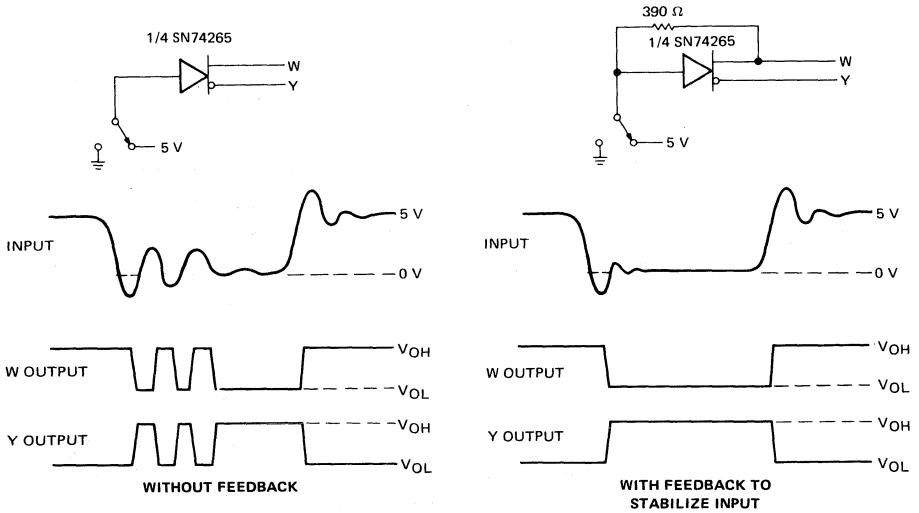 1/4 SN74265
W
Y
5 V
INPUT
5 V
0 V
W OUTPUT
VOH
VOL
Y OUTPUT
VOH
VOL
WITHOUT FEEDBACK
390 Ω
1/4 SN74265
W
Y
5 V
INPUT
5 V
0 V
W OUTPUT
VOH
VOL
Y OUTPUT
VOH
VOL
WITH FEEDBACK TO
STABILIZE INPUT